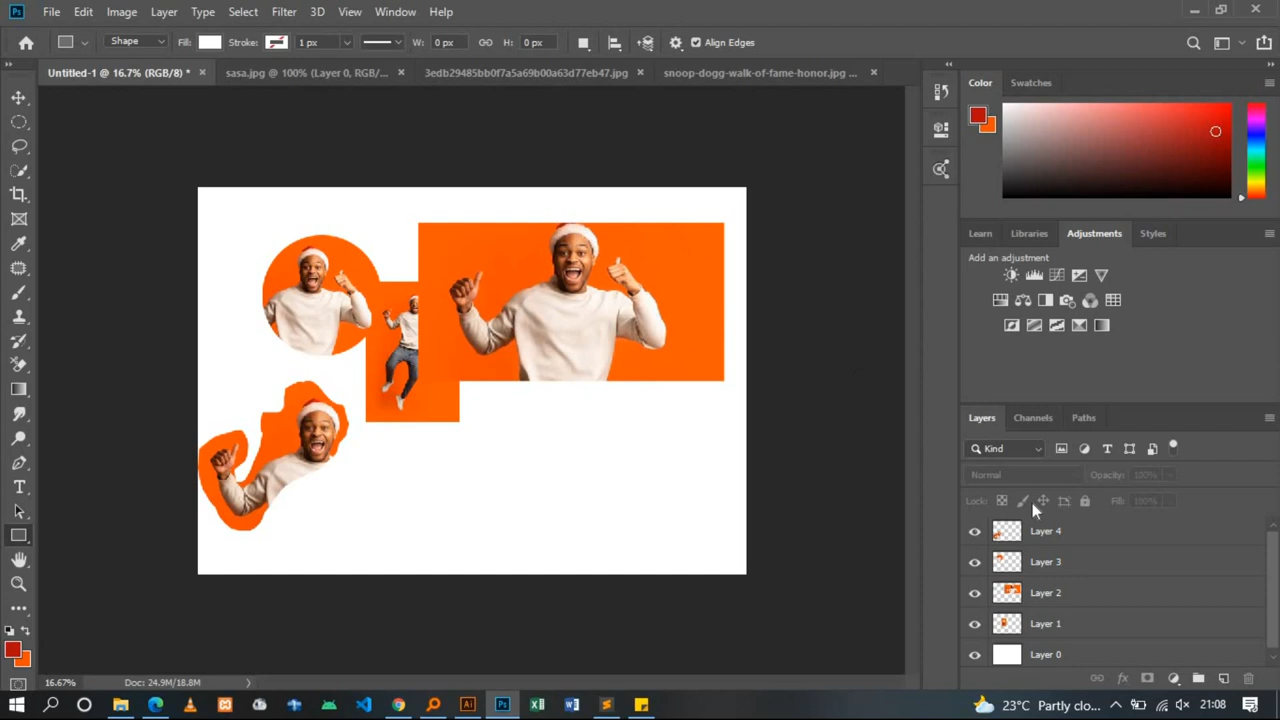 Ps File Edit Image Layer Type Select Filter 3D View Window Help
Shape Fill: Stroke: 1 px W: 0 px H: 0 px Align Edges
Untitled-1 @ 16.7% (RGB/8) * × sasa.jpg @ 100% (Layer 0, RGB/... × 3edb29485bb0f7a5a69b00a63d77eb47.jpg × snoop-dogg-walk-of-fame-honor.jpg ... ×
Color Swatches
Learn Libraries Adjustments Styles
Add an adjustment
Layers Channels Paths
Kind
Normal Opacity: 100%
Lock: Fill: 100%
Layer 4
Layer 3
Layer 2
Layer 1
Layer 0
fx
16.67% Doc: 24.9M/18.8M
Ai Ps 23°C Partly clo... 21:08